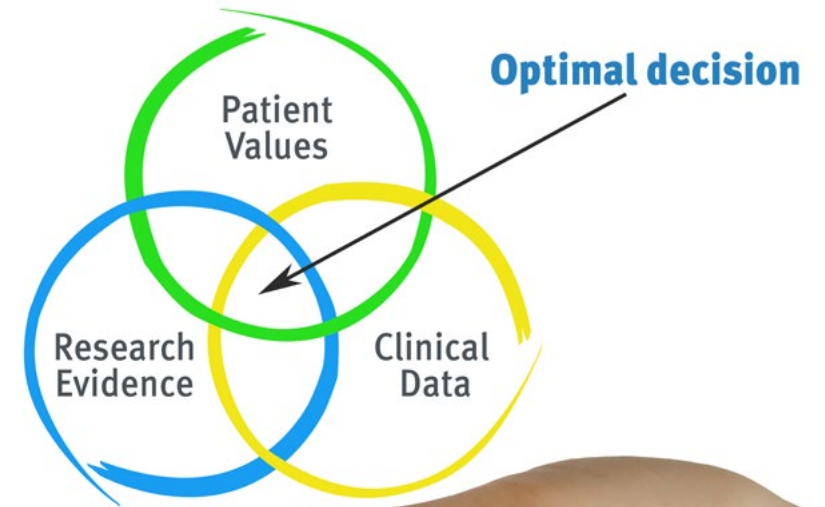 Patient
Values
Optimal decision
Research
Evidence
Clinical
Data